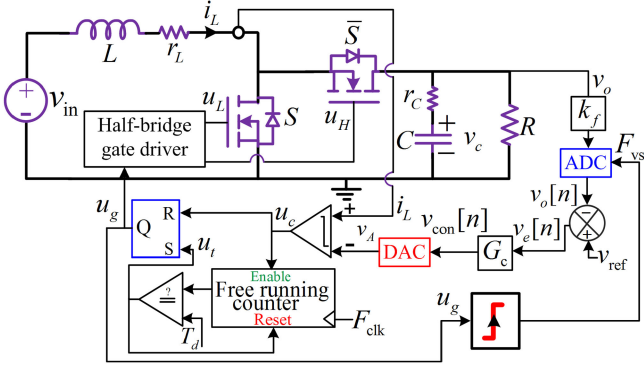 i_L
S̅
L
r_L
v_in
u_L
S
u_H
r_C
C
+
−
v_c
R
v_o
k_f
F_vs
Half-bridge
gate driver
ADC
u_g
Q
R
S
u_t
u_c
+
−
i_L
v_A
DAC
v_con[n]
G_c
v_e[n]
v_o[n]
−
+
v_ref
Enable
Free running
counter
Reset
?
=
T_d
F_clk
u_g